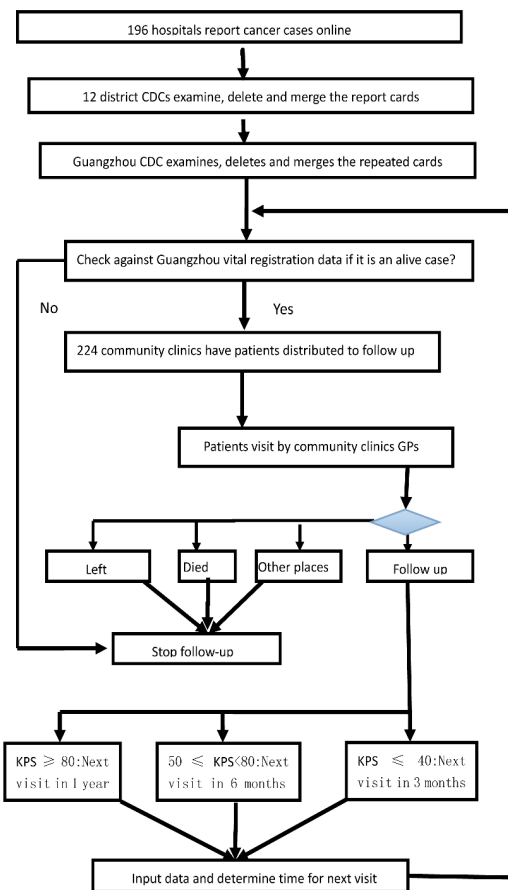 196 hospitals report cancer cases online
12 district CDCs examine, delete and merge the report cards
Guangzhou CDC examines, deletes and merges the repeated cards
Check against Guangzhou vital registration data if it is an alive case?
No
Yes
224 community clinics have patients distributed to follow up
Patients visit by community clinics GPs
Left
Died
Other places
Follow up
Stop follow-up
KPS ≥ 80:Next
visit in 1 year
50 ≤ KPS<80:Next
visit in 6 months
KPS ≤ 40:Next
visit in 3 months
Input data and determine time for next visit